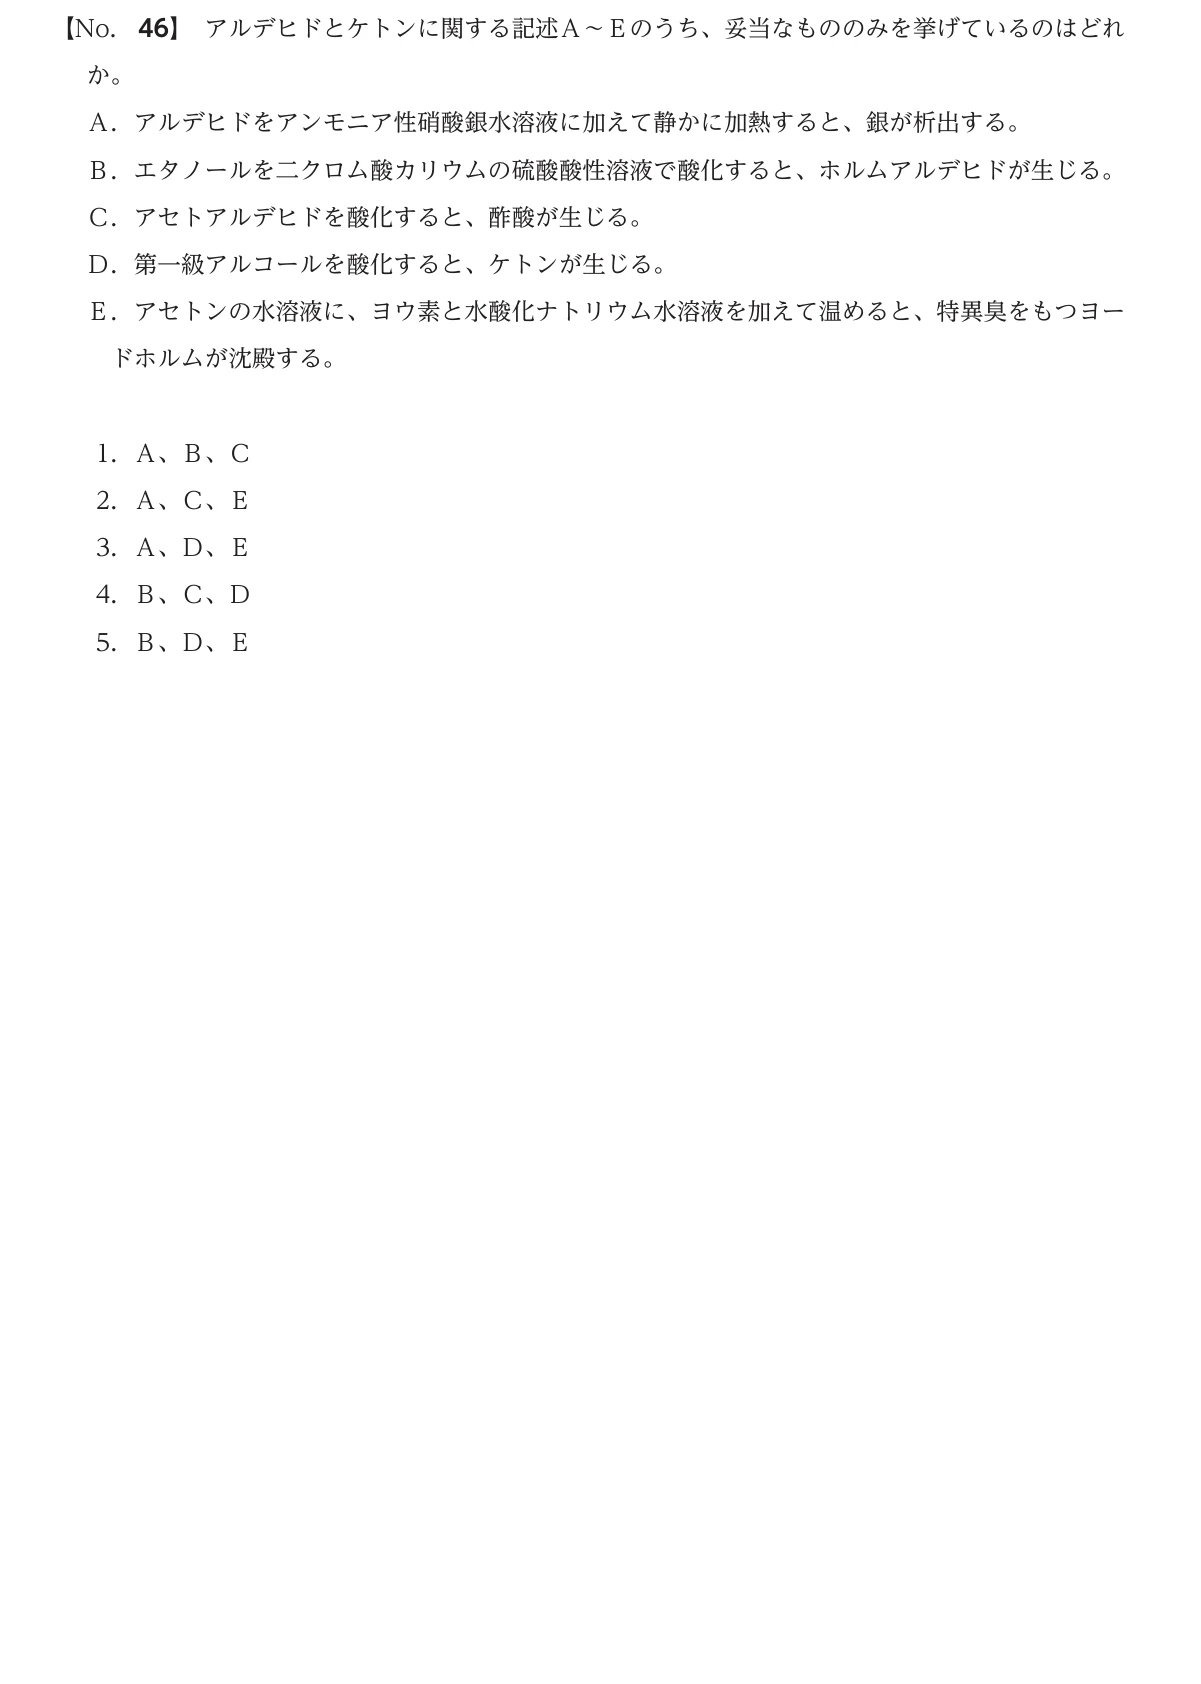 【No. 46】 アルデヒドとケトンに関する記述A~Eのうち、妥当なもののみを挙げているのはどれ
か。
A. アルデヒドをアンモニア性硝酸銀水溶液に加えて静かに加熱すると、銀が析出する。
B. エタノールを二クロム酸カリウムの硫酸酸性溶液で酸化すると、ホルムアルデヒドが生じる。
C. アセトアルデヒドを酸化すると、酢酸が生じる。
D. 第一級アルコールを酸化すると、ケトンが生じる。
E. アセトンの水溶液に、ヨウ素と水酸化ナトリウム水溶液を加えて温めると、特異臭をもつヨー
ドホルムが沈殿する。
1. A、B、C
2. A、C、E
3. A、D、E
4. B、C、D
5. B、D、E